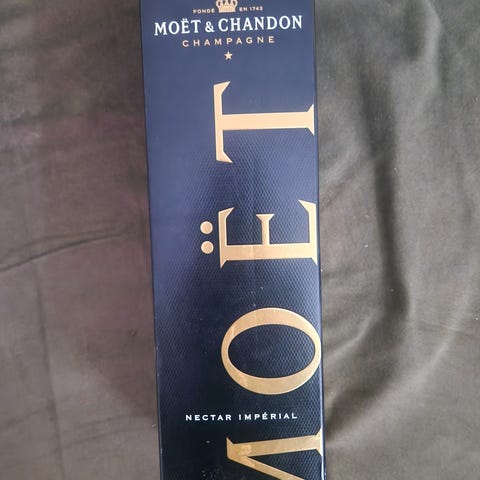 FONDÉ EN 1743
MOËT & CHANDON
CHAMPAGNE
MOËT
NECTAR IMPÉRIAL